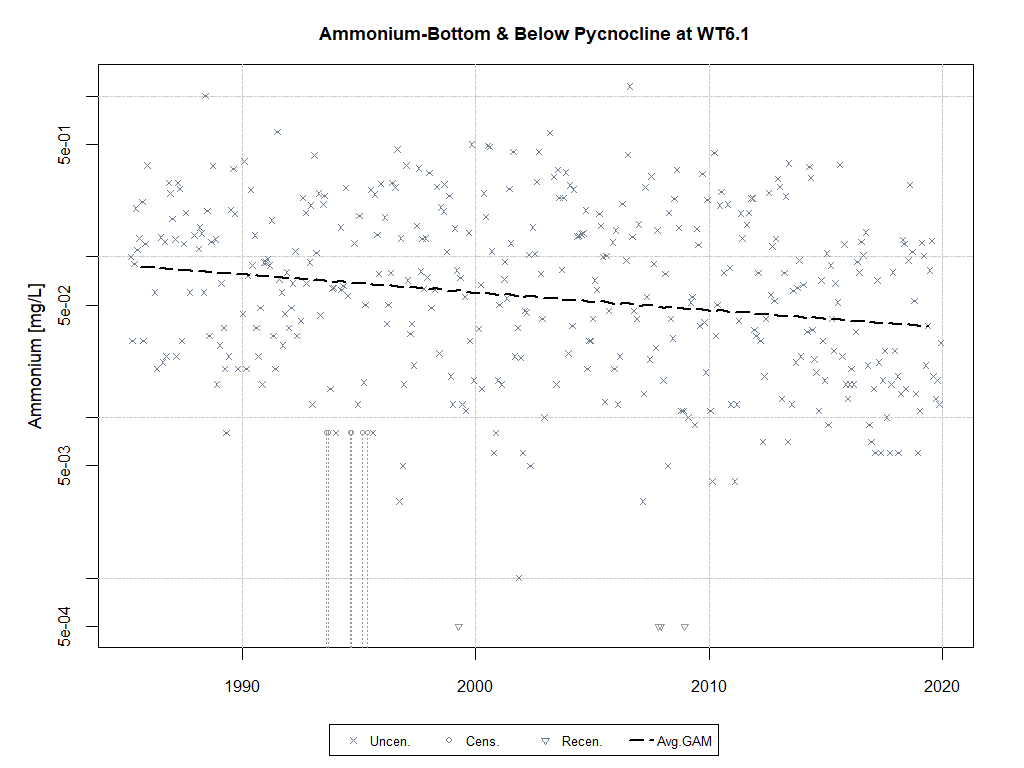 Ammonium-Bottom & Below Pycnocline at WT6.1
Ammonium [mg/L]
5e-01
5e-02
5e-03
5e-04
1990 2000 2010 2020
Uncen. Cens. Recen. Avg.GAM